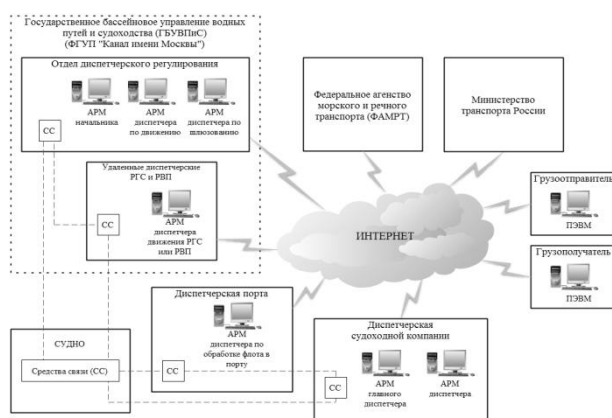 Государственное бассейновое управление водных
путей и судоходства (ГБУВПиС)
(ФГУП "Канал имени Москвы")
Отдел диспетчерского регулирования
АРМ
начальника
АРМ
диспетчера
по движению
АРМ
диспетчера по
шлюзованию
СС
Удаленные диспетчерские
РГС и РВП
СС
АРМ
диспетчера
движения РГС
или РВП
Федеральное агенство
морского и речного
транспорта (ФАМРТ)
Министерство
транспорта России
Грузоотправитель
ПЭВМ
ИНТЕРНЕТ
Грузополучатель
ПЭВМ
Диспетчерская порта
АРМ
диспетчера по
обработке флота в
порту
СС
СУДНО
Средства связи (СС)
Диспетчерская
судоходной компании
СС
АРМ
главного
диспетчера
АРМ
диспетчера